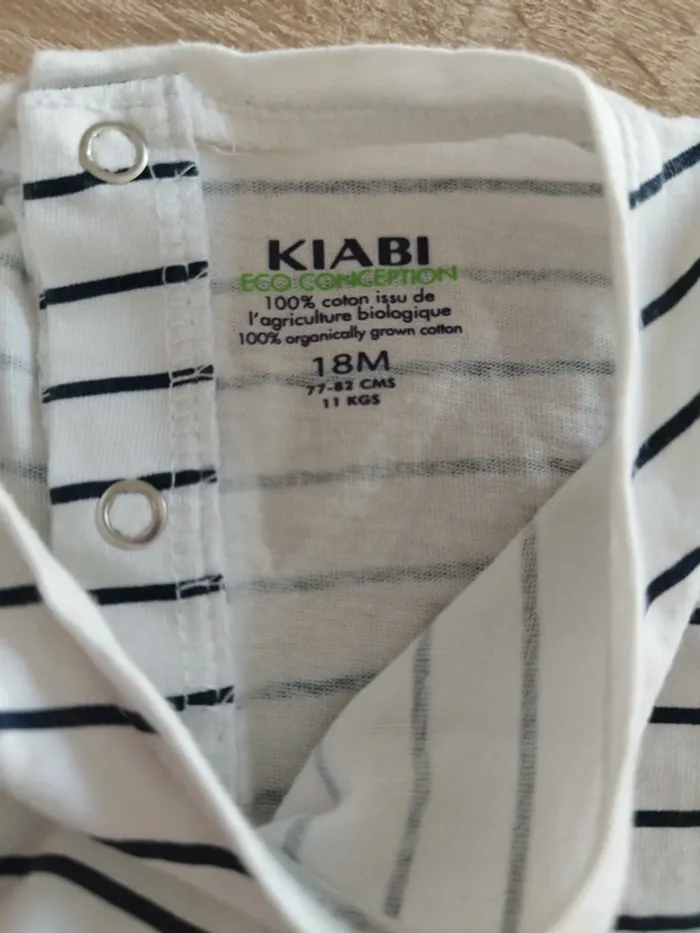 KIABI
ECO CONCEPTION
100% coton issu de
l'agriculture biologique
100% organically grown cotton
18M
77-82 CMS
11 KGS